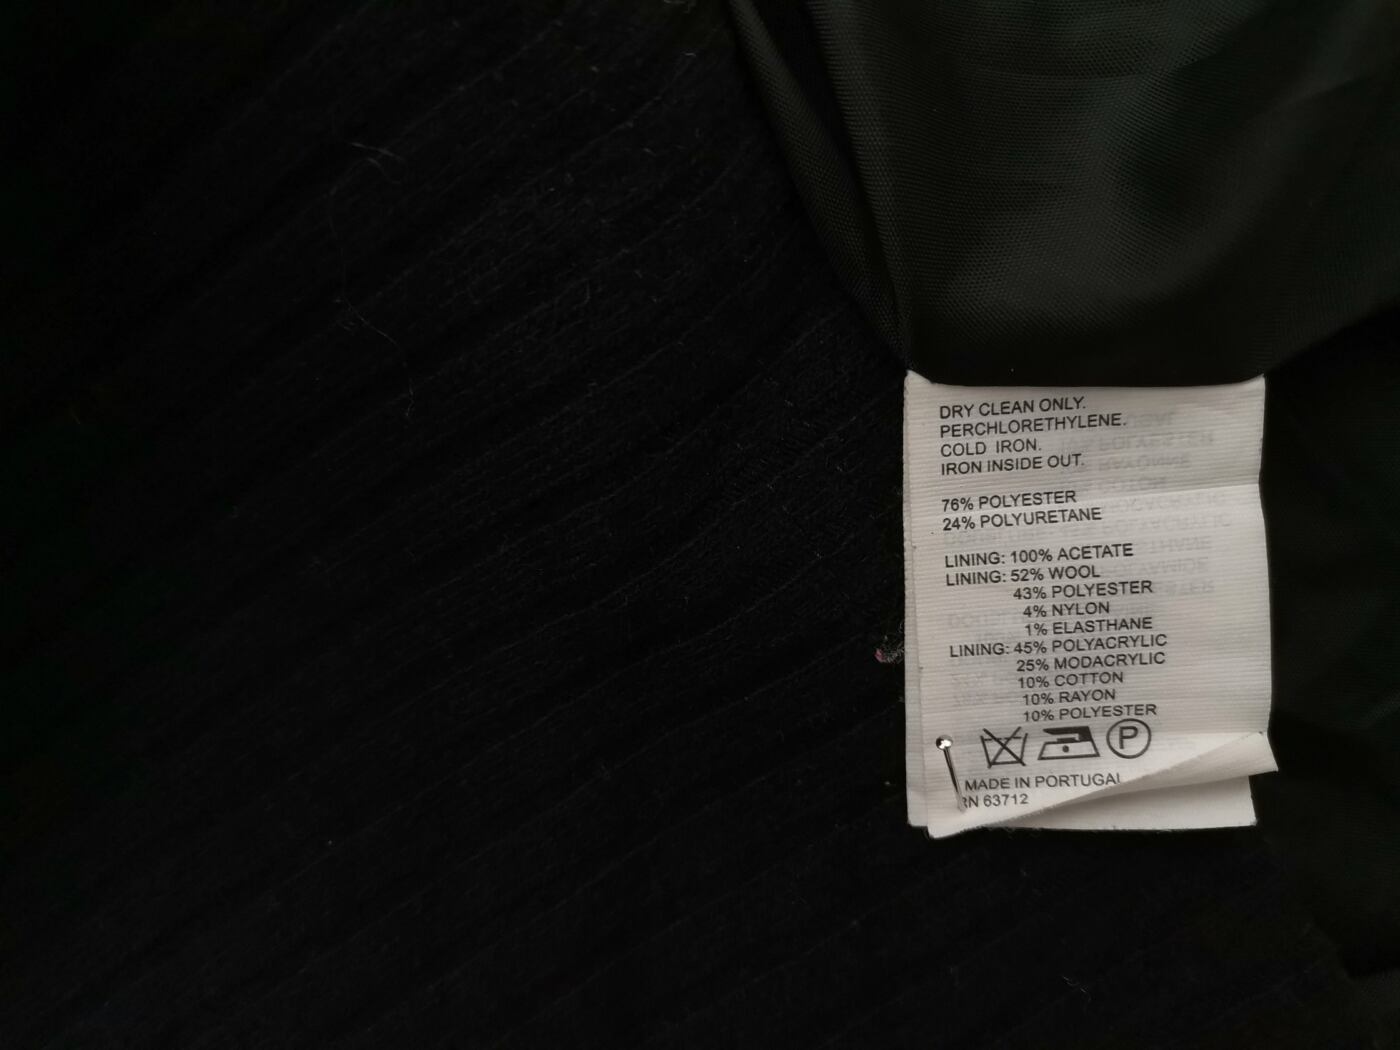 DRY CLEAN ONLY.
PERCHLORETHYLENE.
COLD IRON.
IRON INSIDE OUT.
76% POLYESTER
24% POLYURETANE
LINING: 100% ACETATE
LINING: 52% WOOL
43% POLYESTER
4% NYLON
1% ELASTHANE
LINING: 45% POLYACRYLIC
25% MODACRYLIC
10% COTTON
10% RAYON
10% POLYESTER
P
MADE IN PORTUGAL
RN 63712